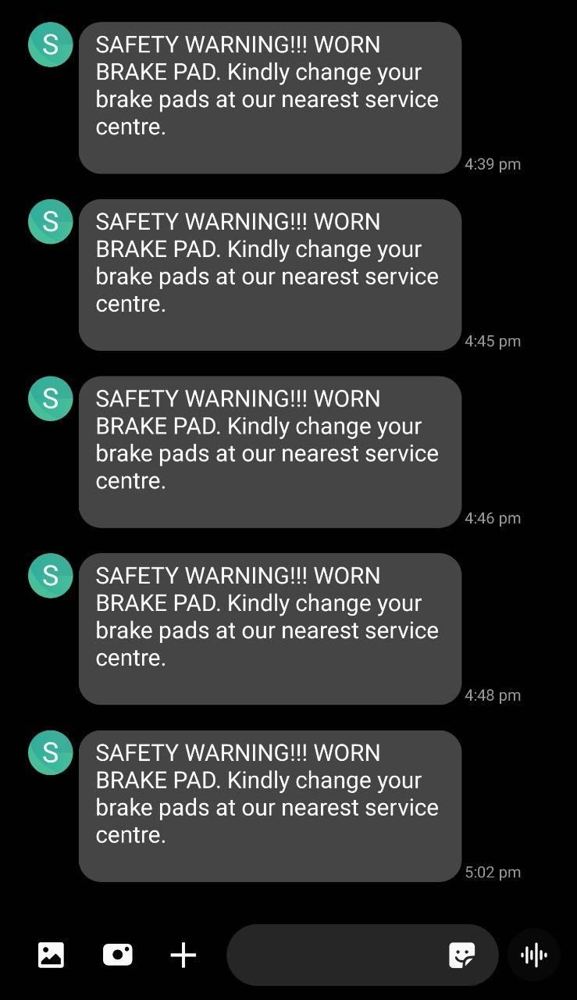 S
SAFETY WARNING!!! WORN
BRAKE PAD. Kindly change your
brake pads at our nearest service
centre.
4:39 pm
S
SAFETY WARNING!!! WORN
BRAKE PAD. Kindly change your
brake pads at our nearest service
centre.
4:45 pm
S
SAFETY WARNING!!! WORN
BRAKE PAD. Kindly change your
brake pads at our nearest service
centre.
4:46 pm
S
SAFETY WARNING!!! WORN
BRAKE PAD. Kindly change your
brake pads at our nearest service
centre.
4:48 pm
S
SAFETY WARNING!!! WORN
BRAKE PAD. Kindly change your
brake pads at our nearest service
centre.
5:02 pm